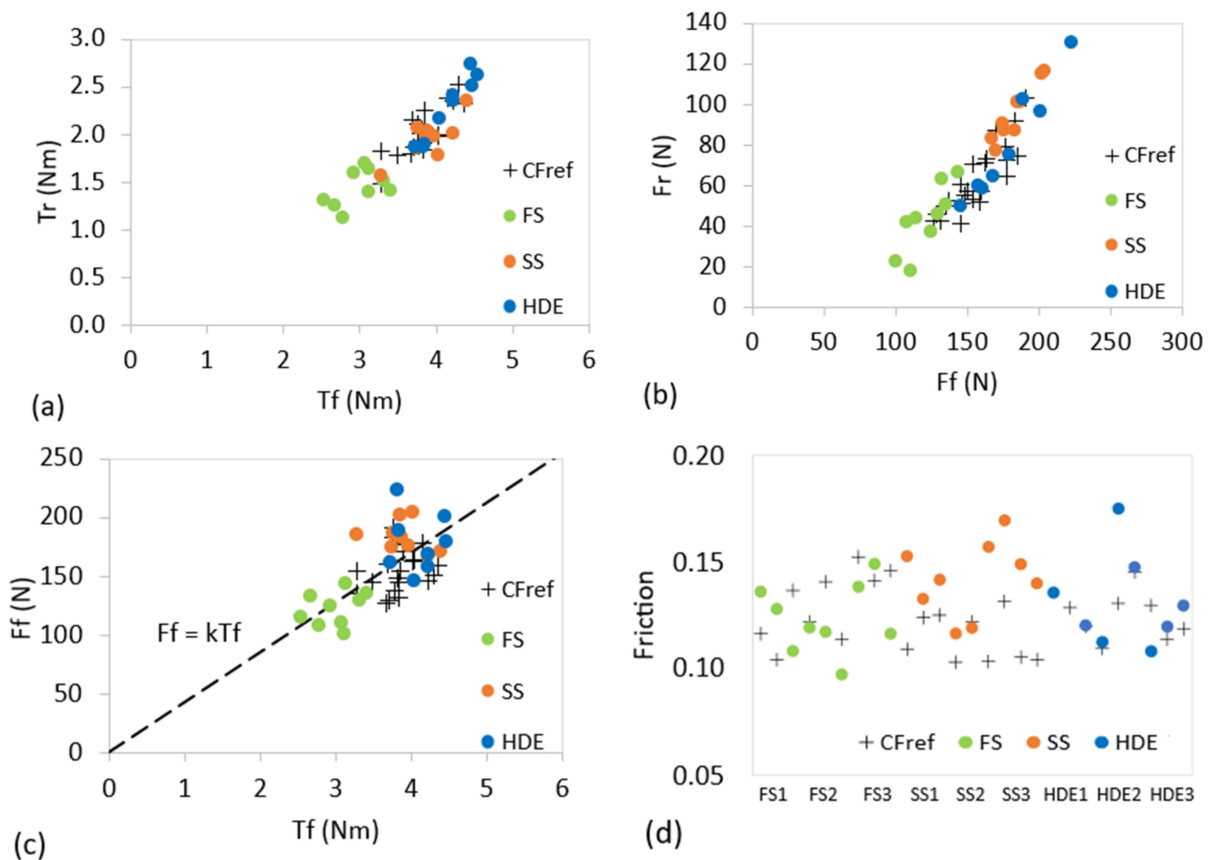 3.0
2.5
2.0
1.5
1.0
0.5
0.0
Tr (Nm)
CFref
FS
SS
HDE
0 1 2 3 4 5 6
Tf (Nm)
(a)
140
120
100
80
60
40
20
0
Fr (N)
CFref
FS
SS
HDE
0 50 100 150 200 250 300
Ff (N)
(b)
250
200
150
100
50
0
Ff (N)
Ff = kTf
CFref
FS
SS
HDE
0 1 2 3 4 5 6
Tf (Nm)
(c)
0.20
0.15
0.10
0.05
Friction
CFref FS SS HDE
FS1 FS2 FS3 SS1 SS2 SS3 HDE1 HDE2 HDE3
(d)